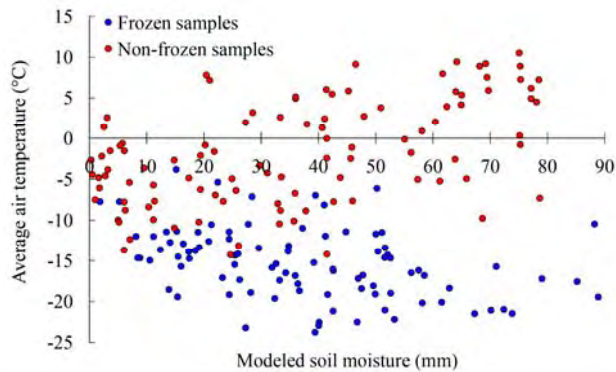 Frozen samples
Non-frozen samples
15
10
5
0
-5
-10
-15
-20
-25
0 10 20 30 40 50 60 70 80 90
Average air temperature (°C)
Modeled soil moisture (mm)